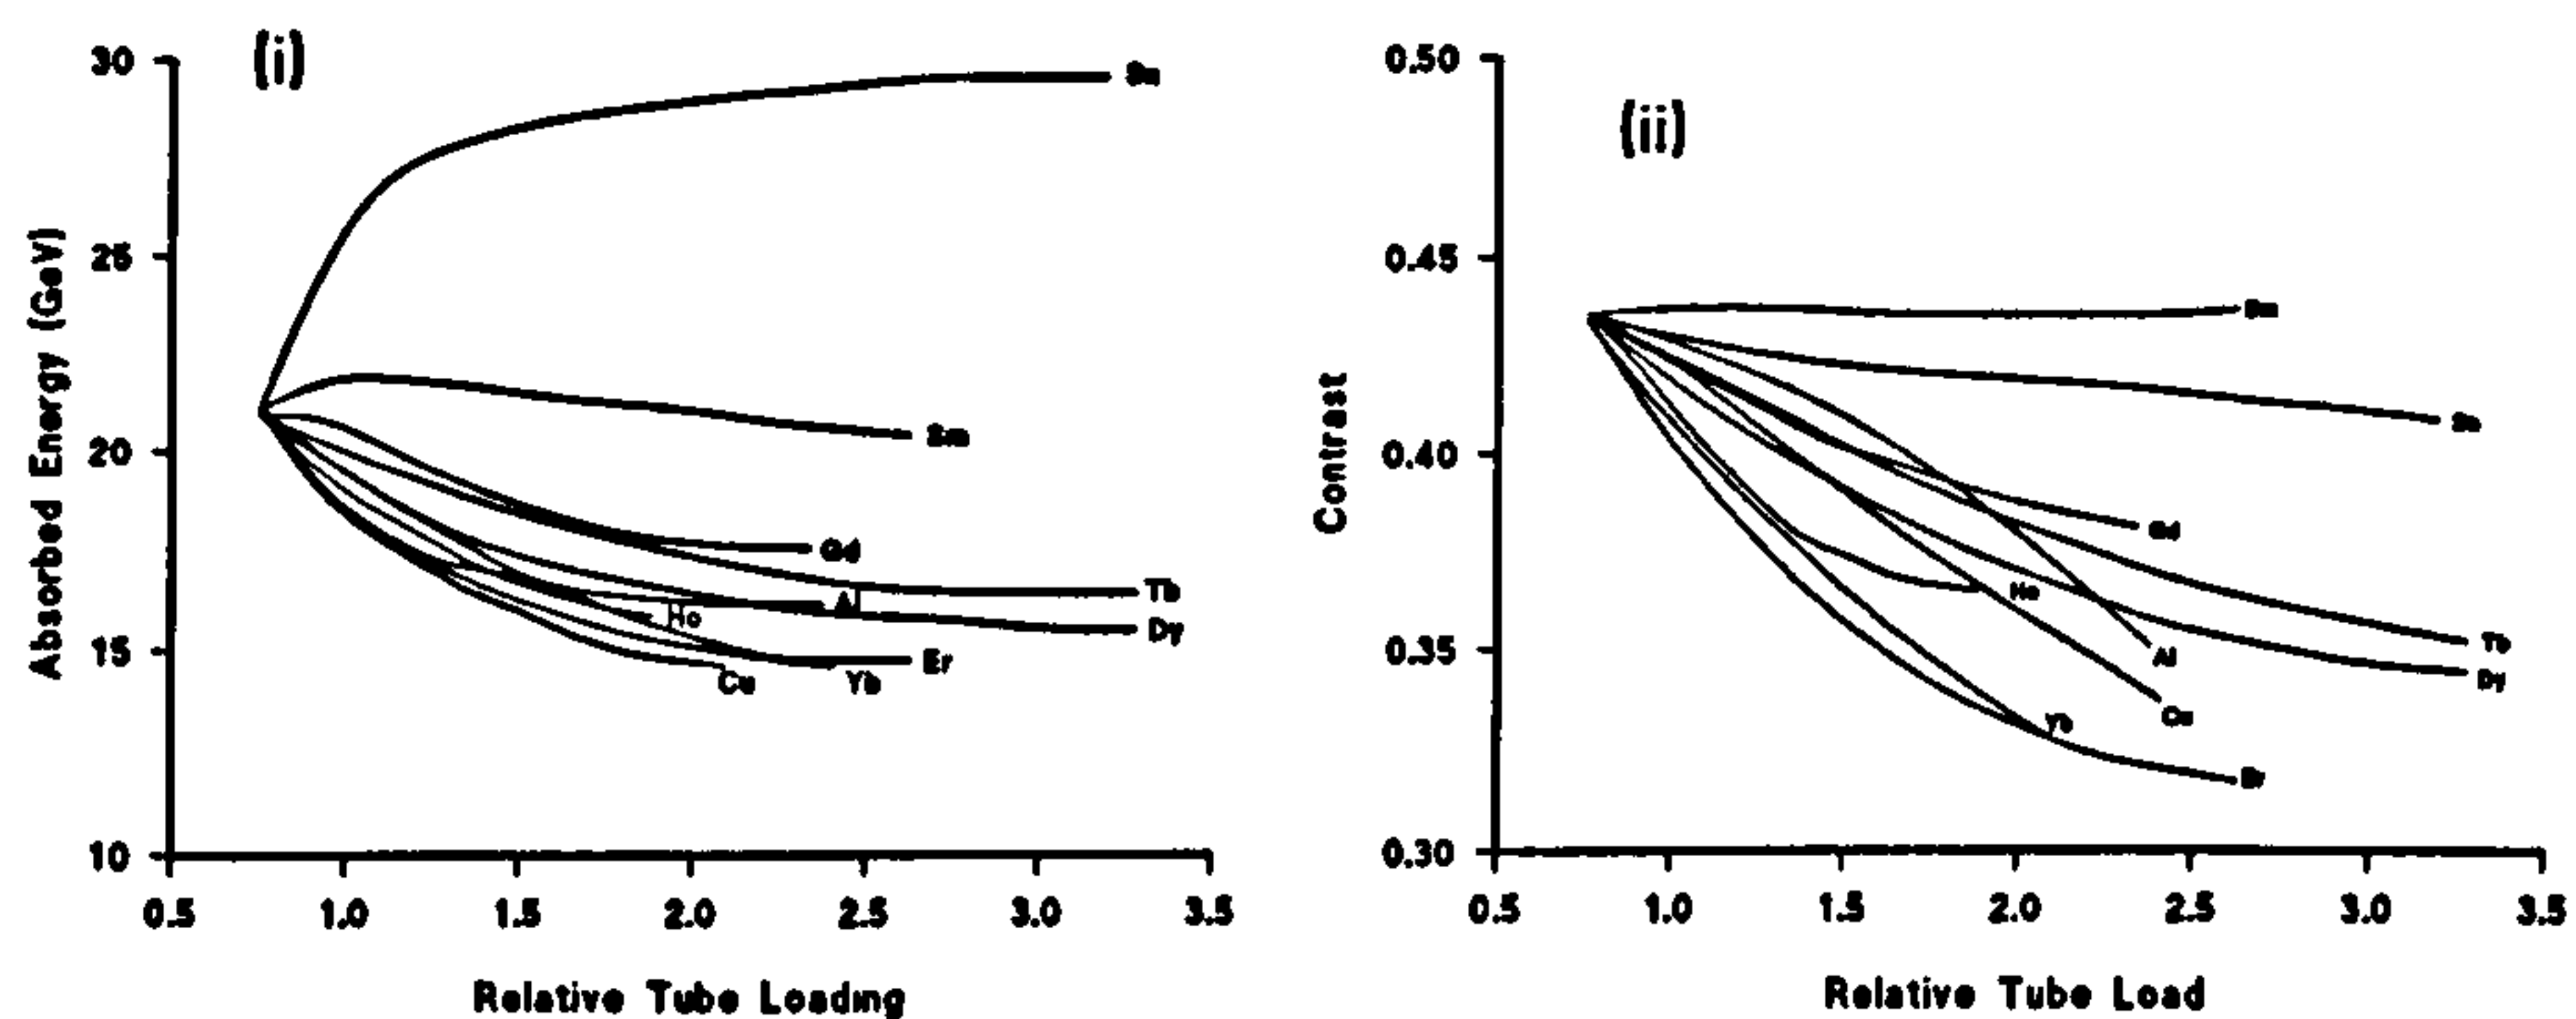 (i)
30
25
20
15
10
Absorbed Energy (GeV)
Sn
Sm
Gd
Tb
Al
Ho
Dy
Er
Cu
Yb
0.5 1.0 1.5 2.0 2.5 3.0 3.5
Relative Tube Loading
(ii)
0.50
0.45
0.40
0.35
0.30
Contrast
Sm
Sn
Gd
Ho
Tb
Al
Dy
Cu
Yb
Er
0.5 1.0 1.5 2.0 2.5 3.0 3.5
Relative Tube Load